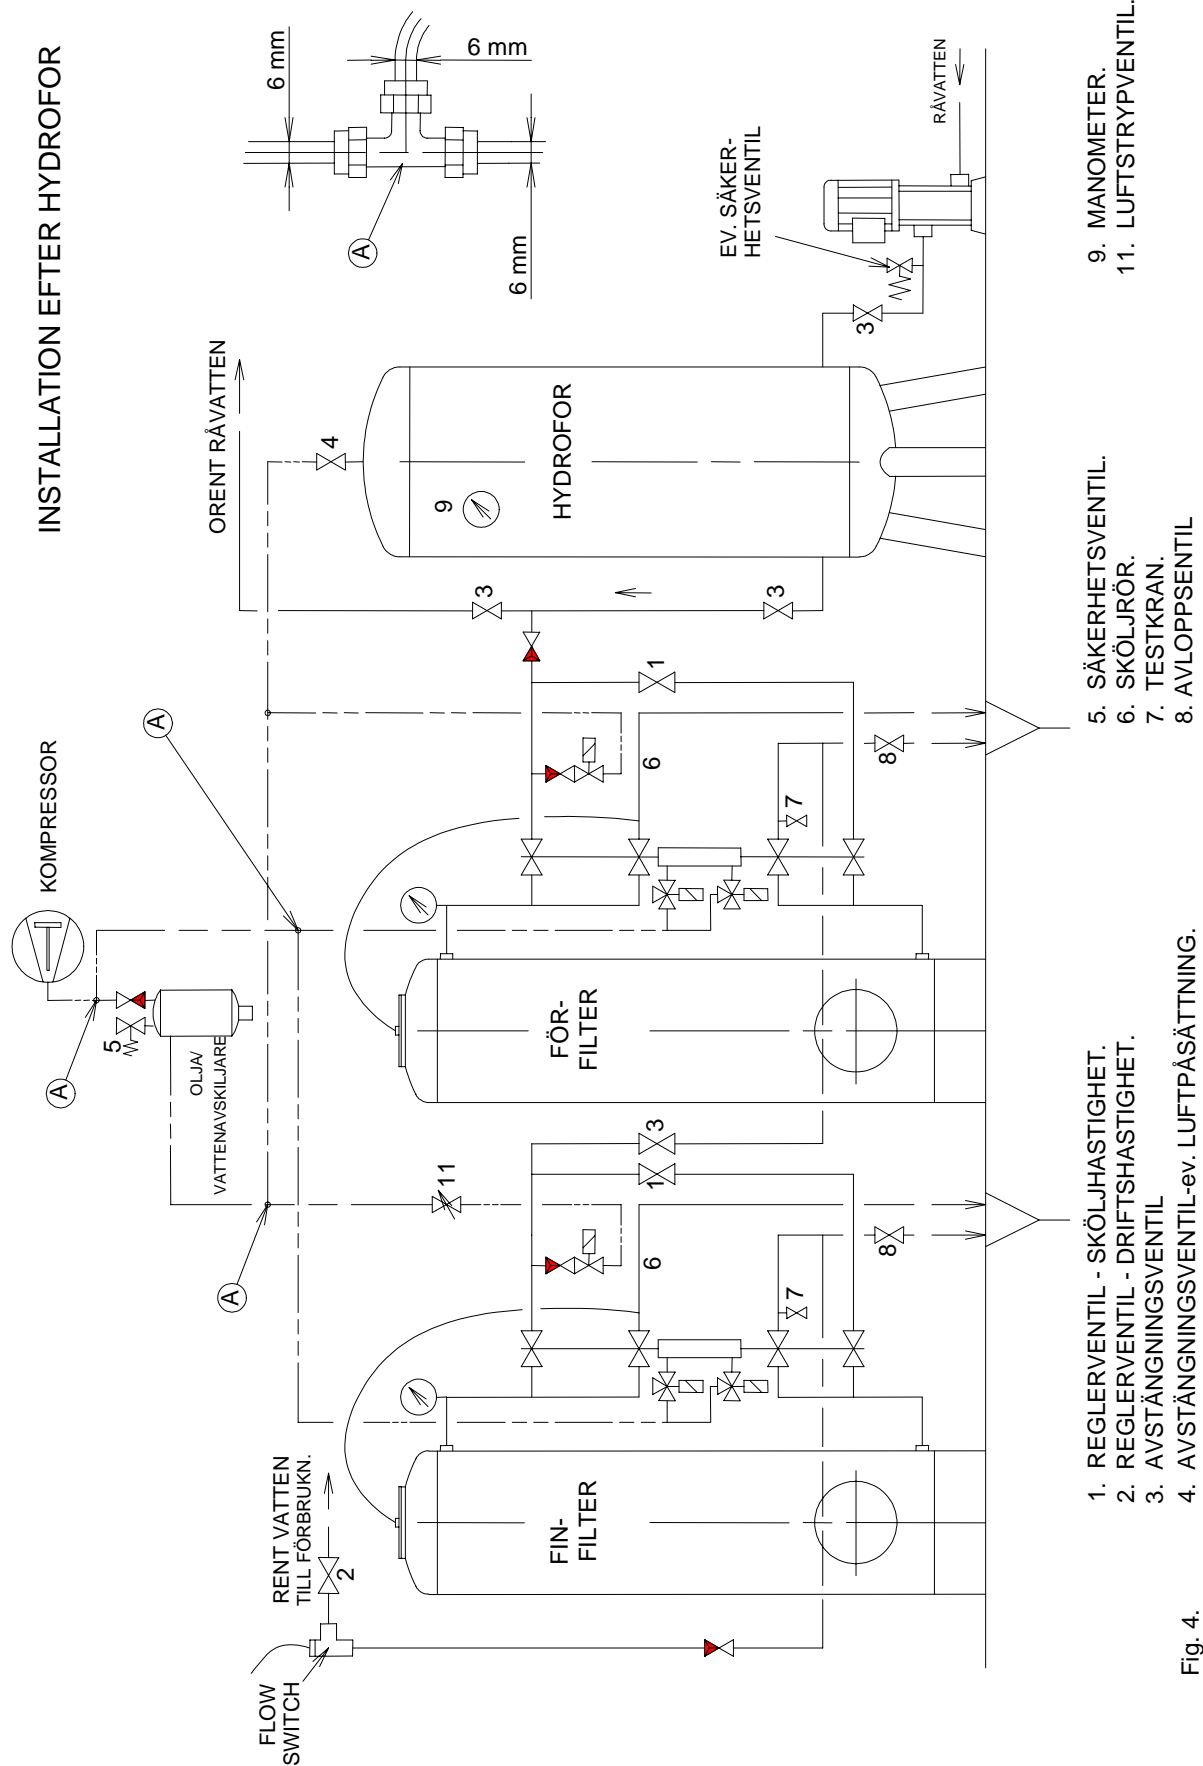 INSTALLATION EFTER HYDROFOR
6 mm
6 mm
6 mm
A
KOMPRESSOR
A
A
A
5
OLJA/
VATTENAVSKILJARE
ORENT RÅVATTEN
4
9
HYDROFOR
EV. SÄKER-
HETSVENTIL
RÅVATTEN
3
3
3
1
6
7
8
FÖR-
FILTER
3
1
11
6
7
8
FIN-
FILTER
RENT VATTEN
TILL FÖRBRUKN.
2
FLOW
SWITCH
1. REGLERVENTIL - SKÖLJHASTIGHET.
2. REGLERVENTIL - DRIFTSHASTIGHET.
3. AVSTÄNGNINGSVENTIL
4. AVSTÄNGNINGSVENTIL-ev. LUFTPÅSÄTTNING.
5. SÄKERHETSVENTIL.
6. SKÖLJRÖR.
7. TESTKRAN.
8. AVLOPPSENTIL
9. MANOMETER.
11. LUFTSTRYPVENTIL.
Fig. 4.